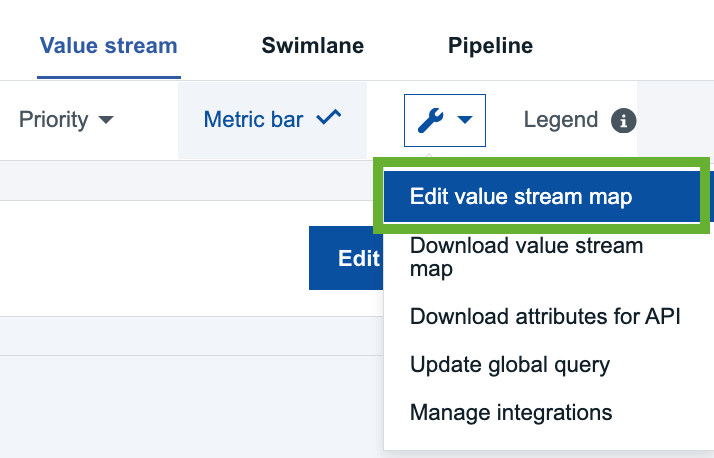 Value stream
Swimlane
Pipeline
Priority
Metric bar
Legend
Edit value stream map
Edit
Download value stream
map
Download attributes for API
Update global query
Manage integrations